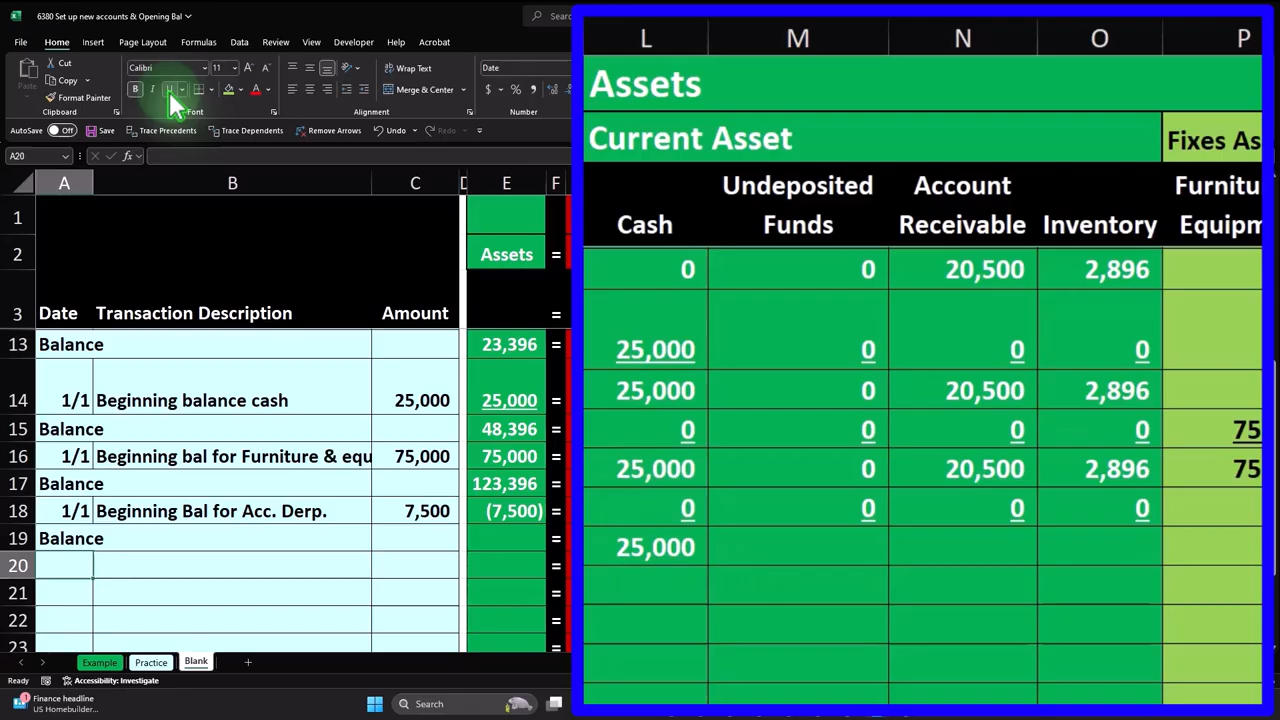 6380 Set up new accounts & Opening Bal
Sear
File Home Insert Page Layout Formulas Data Review View Developer Help Acrobat
Cut
Copy
Format Painter
Paste
Clipboard
Calibri 11
B I U
Font
Wrap Text
Merge & Center
Alignment
Date
$ %
AutoSave Off Save Trace Precedents Trace Dependents Remove Arrows Undo
A20 fx
A B C D E F
1
2 Assets =
3 Date Transaction Description Amount =
13 Balance 23,396 =
14 1/1 Beginning balance cash 25,000 25,000 =
15 Balance 48,396 =
16 1/1 Beginning bal for Furniture & equ 75,000 75,000 =
17 Balance 123,396 =
18 1/1 Beginning Bal for Acc. Derp. 7,500 (7,500) =
19 Balance =
20 =
21 =
22 =
23 =
Example Practice Blank +
Ready Accessibility: Investigate
1 Finance headline
US Homebuilder...
Search
L M N O P
Assets
Current Asset Fixes As
Undeposited Account Furnitu
Cash Funds Receivable Inventory Equipm
0 0 20,500 2,896
25,000 0 0 0
25,000 0 20,500 2,896
0 0 0 0 75
25,000 0 20,500 2,896 75
0 0 0 0
25,000